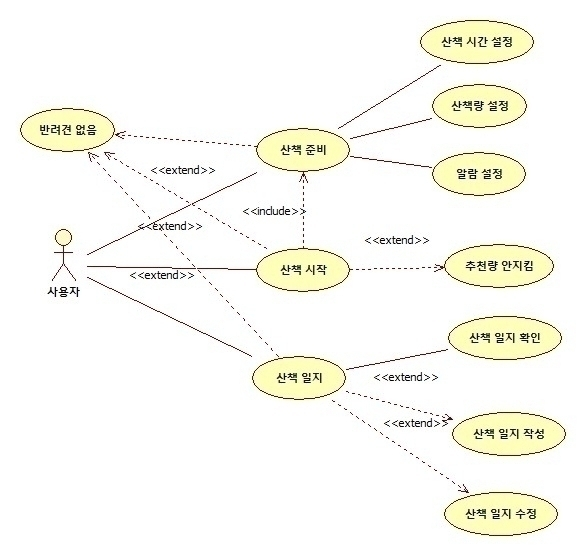 산책 시간 설정
산책량 설정
반려견 없음
산책 준비
알람 설정
<<extend>>
<<include>>
<<extend>>
<<extend>>
사용자
<<extend>>
산책 시작
추천량 안지킴
산책 일지 확인
산책 일지
<<extend>>
<<extend>>
산책 일지 작성
산책 일지 수정